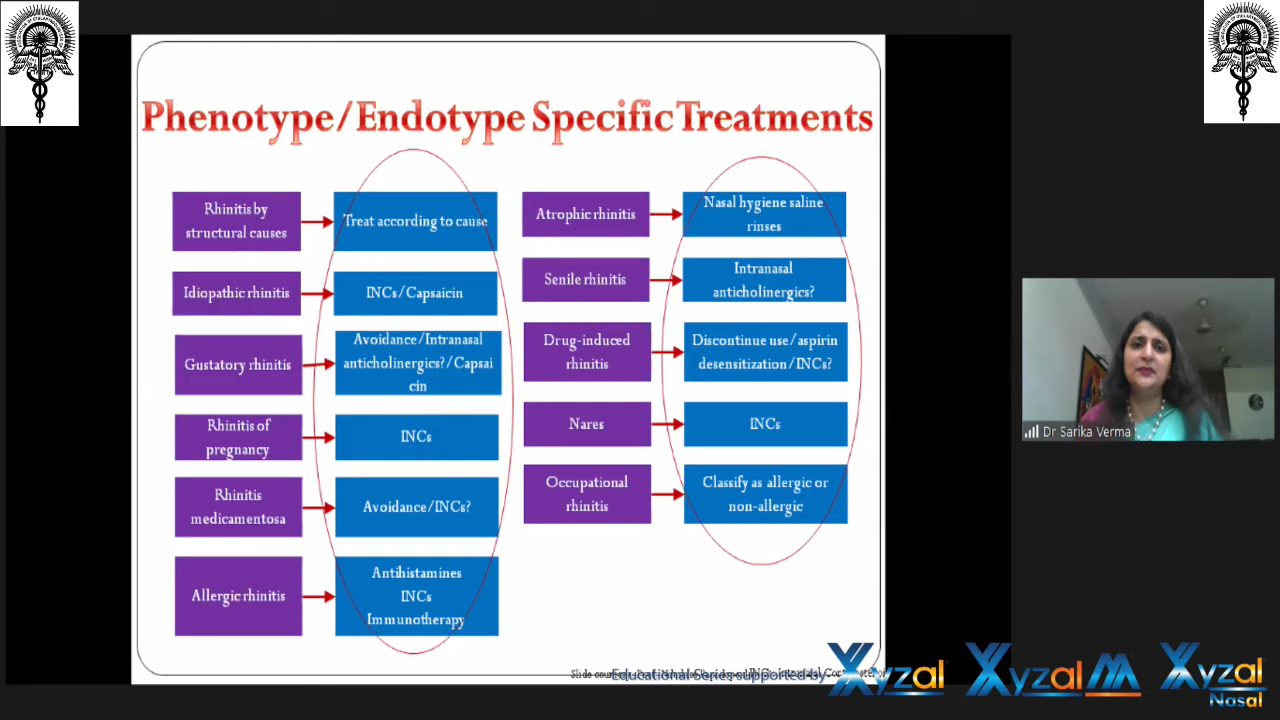 Phenotype/Endotype Specific Treatments
Rhinitis by
structural causes
Treat according to cause
Idiopathic rhinitis
INCs/Capsaicin
Gustatory rhinitis
Avoidance/Intranasal
anticholinergics?/Capsai
cin
Rhinitis of
pregnancy
INCs
Rhinitis
medicamentosa
Avoidance/INCs?
Allergic rhinitis
Antihistamines
INCs
Immunotherapy
Atrophic rhinitis
Nasal hygiene saline
rinses
Senile rhinitis
Intranasal
anticholinergics?
Drug-induced
rhinitis
Discontinue use/aspirin
desensitization/INCs?
Nares
INCs
Occupational
rhinitis
Classify as allergic or
non-allergic
Dr Sarika Verma
Educational Series supported by
Xyzal
Xyzal M
Xyzal
Nasal